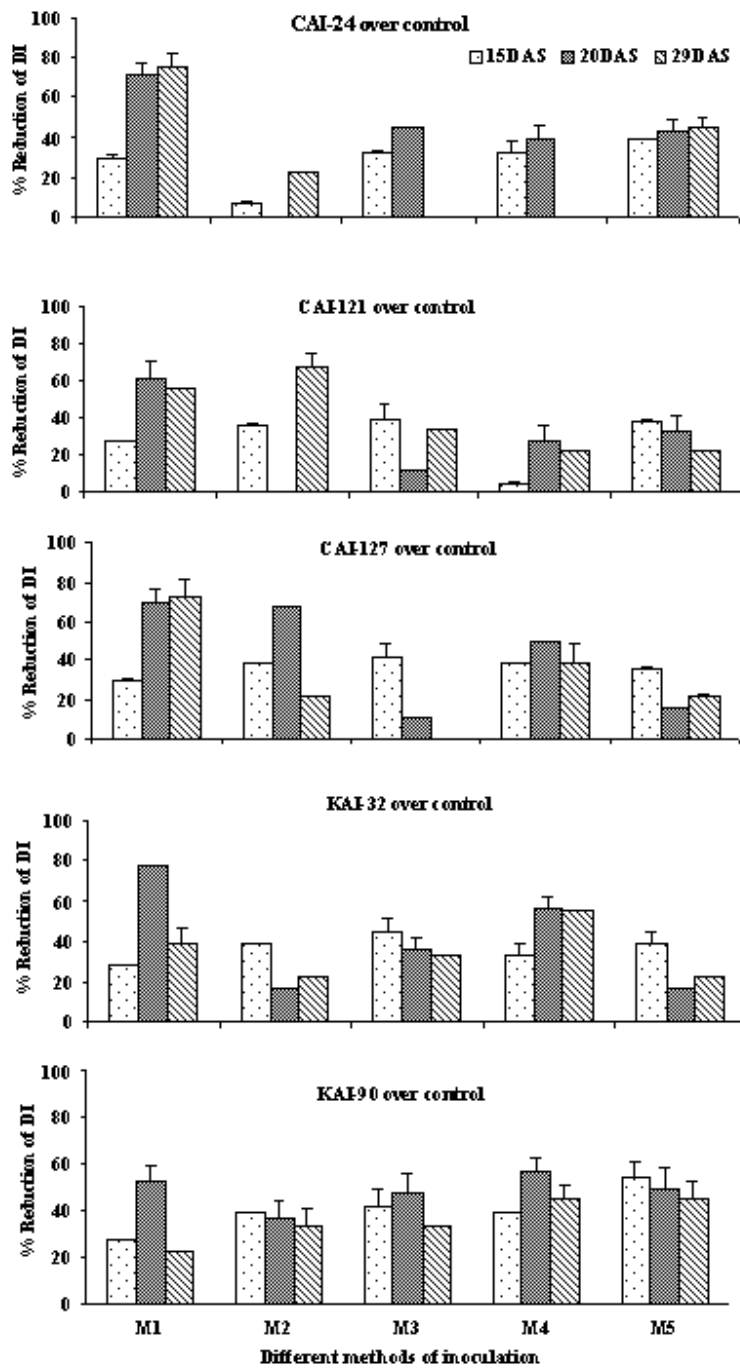 CAI-24 over control
15DAS 20DAS 29DAS
% Reduction of DI
100
80
60
40
20
0
CAI-121 over control
% Reduction of DI
100
80
60
40
20
0
CAI-127 over control
% Reduction of DI
100
80
60
40
20
0
KAI-32 over control
% Reduction of DI
100
80
60
40
20
0
KAI-90 over control
% Reduction of DI
100
80
60
40
20
0
M1 M2 M3 M4 M5
Different methods of inoculation